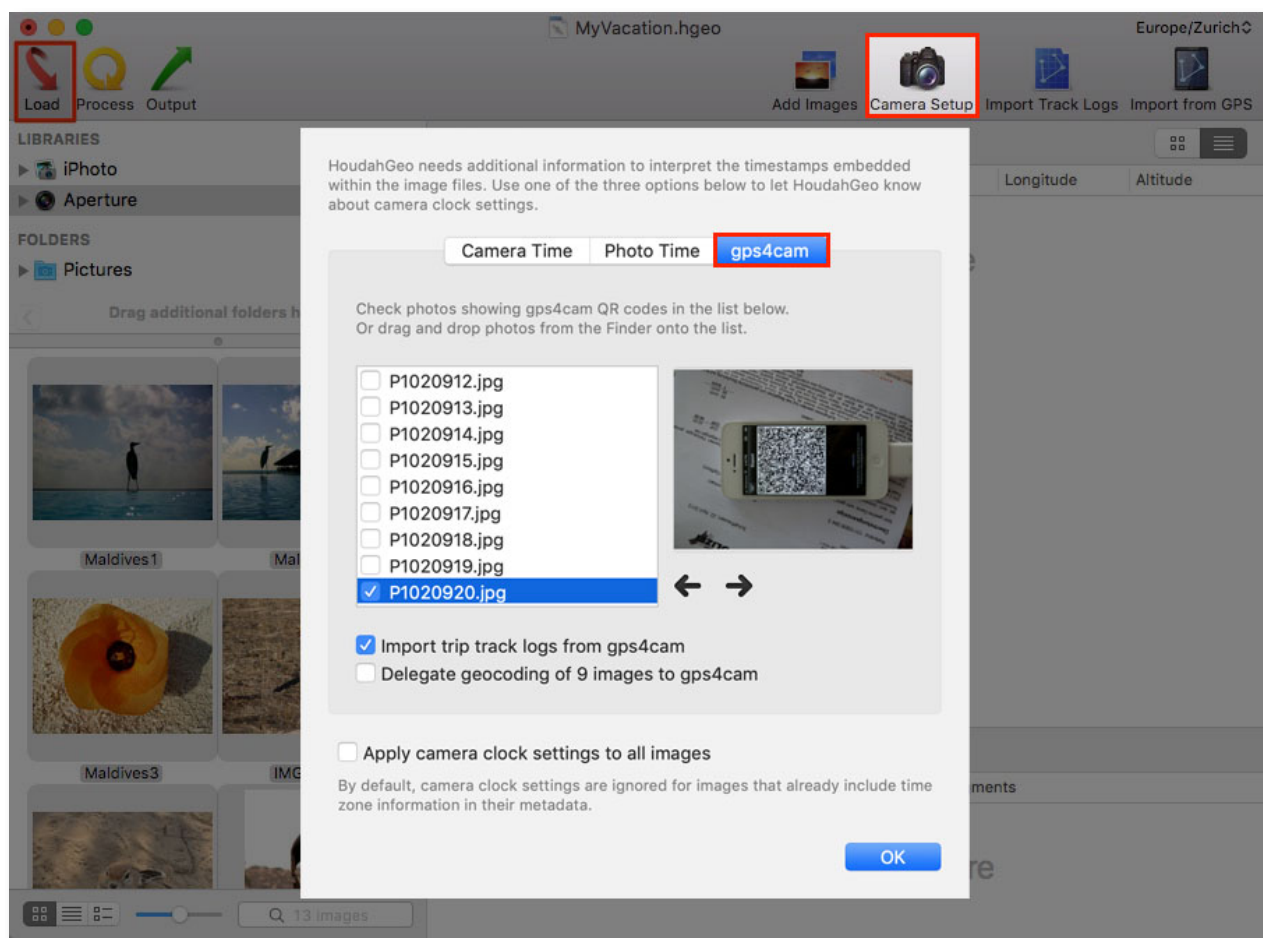 MyVacation.hgeo
Europe/Zurich
Load Process Output
Add Images Camera Setup Import Track Logs Import from GPS
LIBRARIES
iPhoto
Aperture
FOLDERS
Pictures
Drag additional folders h
Maldives1
Mal
Maldives3
IMG
13 images
HoudahGeo needs additional information to interpret the timestamps embedded
within the image files. Use one of the three options below to let HoudahGeo know
about camera clock settings.
Camera Time Photo Time gps4cam
Check photos showing gps4cam QR codes in the list below.
Or drag and drop photos from the Finder onto the list.
P1020912.jpg
P1020913.jpg
P1020914.jpg
P1020915.jpg
P1020916.jpg
P1020917.jpg
P1020918.jpg
P1020919.jpg
P1020920.jpg
Import trip track logs from gps4cam
Delegate geocoding of 9 images to gps4cam
Apply camera clock settings to all images
By default, camera clock settings are ignored for images that already include time
zone information in their metadata.
OK
Longitude Altitude
ments
re